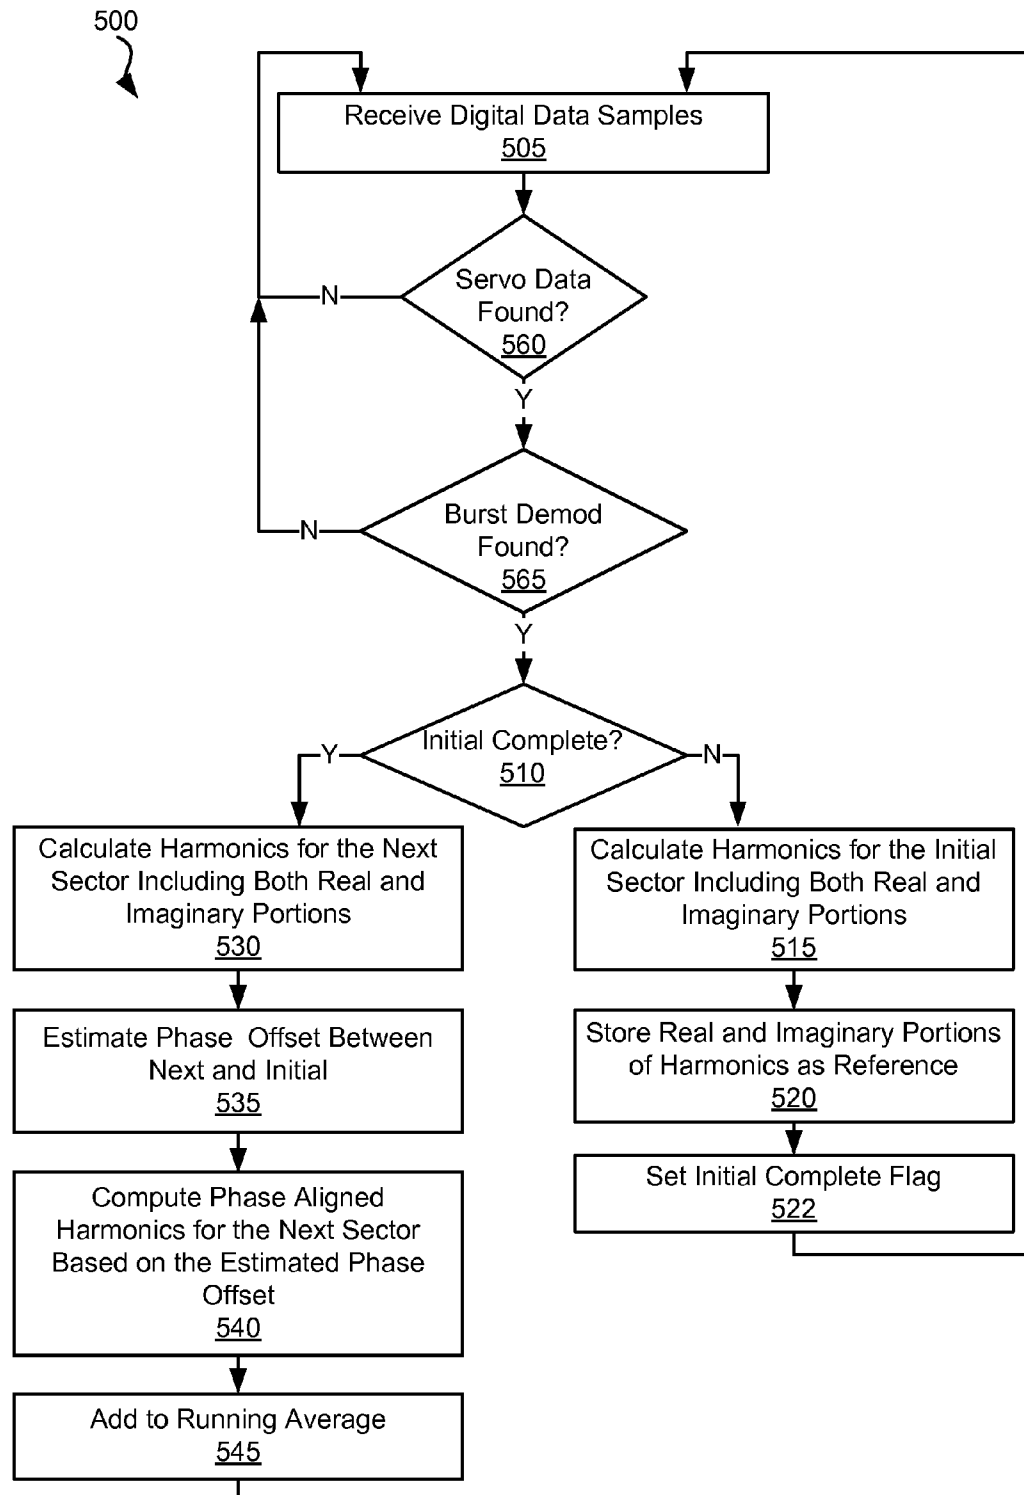 500
Receive Digital Data Samples
505
Servo Data
Found?
560
N
Y
Burst Demod
Found?
565
N
Y
Initial Complete?
510
Y
N
Calculate Harmonics for the Next
Sector Including Both Real and
Imaginary Portions
530
Calculate Harmonics for the Initial
Sector Including Both Real and
Imaginary Portions
515
Estimate Phase Offset Between
Next and Initial
535
Store Real and Imaginary Portions
of Harmonics as Reference
520
Compute Phase Aligned
Harmonics for the Next Sector
Based on the Estimated Phase
Offset
540
Set Initial Complete Flag
522
Add to Running Average
545